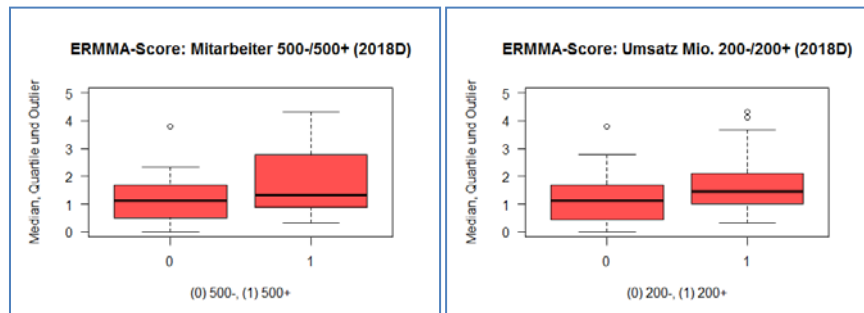 ERMMA-Score: Mitarbeiter 500-/500+ (2018D)
Median, Quartile und Outlier
5
4
3
2
1
0
0 1
(0) 500-, (1) 500+
ERMMA-Score: Umsatz Mio. 200-/200+ (2018D)
Median, Quartile und Outlier
5
4
3
2
1
0
0 1
(0) 200-, (1) 200+